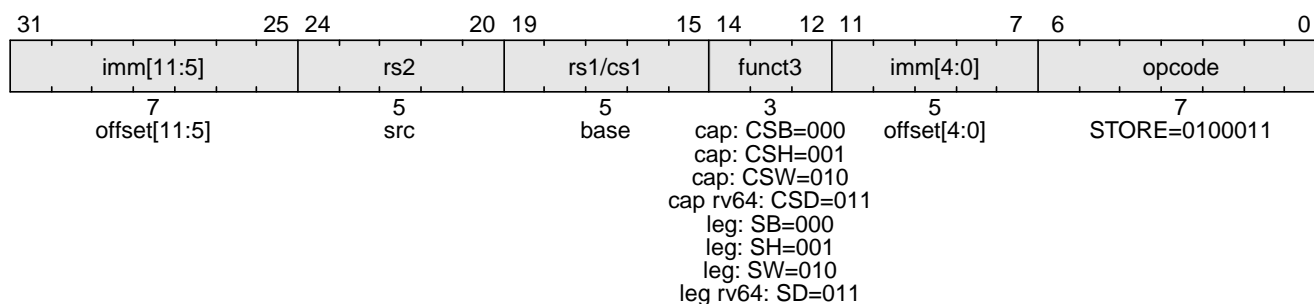 31 25 24 20 19 15 14 12 11 7 6 0
imm[11:5] rs2 rs1/cs1 funct3 imm[4:0] opcode
7 5 5 3 5 7
offset[11:5] src base cap: CSB=000 offset[4:0] STORE=0100011
cap: CSH=001
cap: CSW=010
cap rv64: CSD=011
leg: SB=000
leg: SH=001
leg: SW=010
leg rv64: SD=011